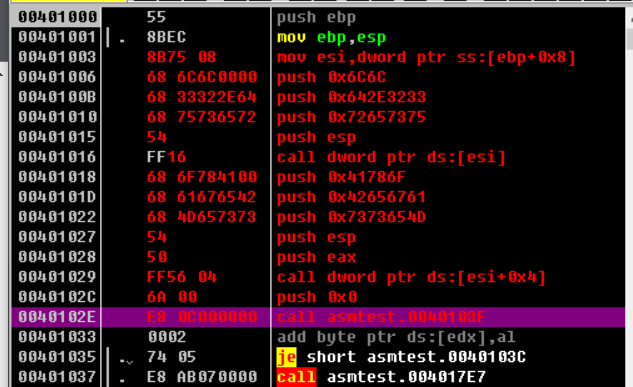 00401000 55 push ebp
00401001 . 8BEC mov ebp,esp
00401003 8B75 08 mov esi,dword ptr ss:[ebp+0x8]
00401006 68 6C6C0000 push 0x6C6C
0040100B 68 33322E64 push 0x642E3233
00401010 68 75736572 push 0x72657375
00401015 54 push esp
00401016 FF16 call dword ptr ds:[esi]
00401018 68 6F784100 push 0x41786F
0040101D 68 61676542 push 0x42656761
00401022 68 4D657373 push 0x7373654D
00401027 54 push esp
00401028 50 push eax
00401029 FF56 04 call dword ptr ds:[esi+0x4]
0040102C 6A 00 push 0x0
0040102E E8 0C000000 call asmtest.0040103F
00401033 0002 add byte ptr ds:[edx],al
00401035 . 74 05 je short asmtest.0040103C
00401037 . E8 AB070000 call asmtest.004017E7